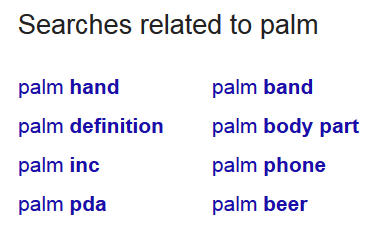 Searches related to palm
palm hand
palm band
palm definition
palm body part
palm inc
palm phone
palm pda
palm beer